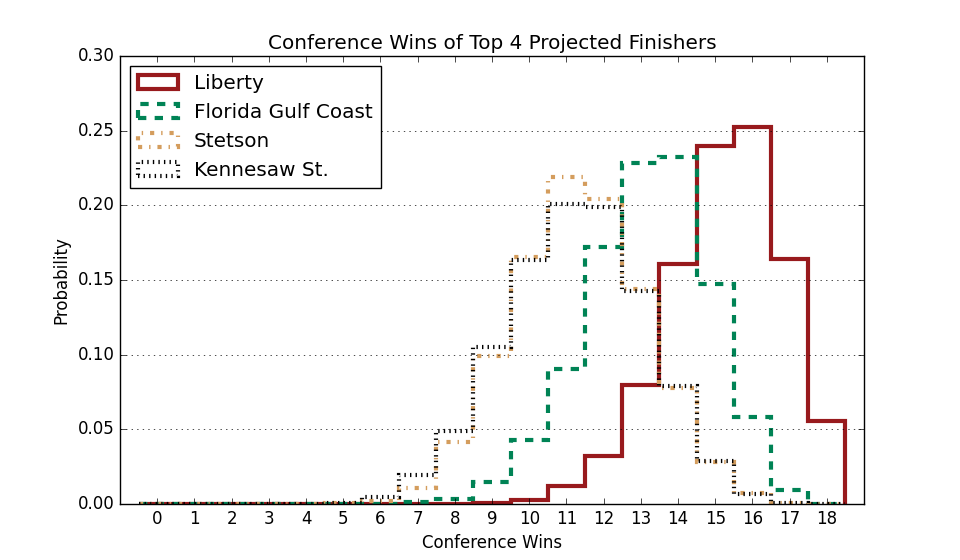 Conference Wins of Top 4 Projected Finishers
0.30
0.25
0.20
0.15
0.10
0.05
0.00
Probability
Liberty
Florida Gulf Coast
Stetson
Kennesaw St.
0 1 2 3 4 5 6 7 8 9 10 11 12 13 14 15 16 17 18
Conference Wins